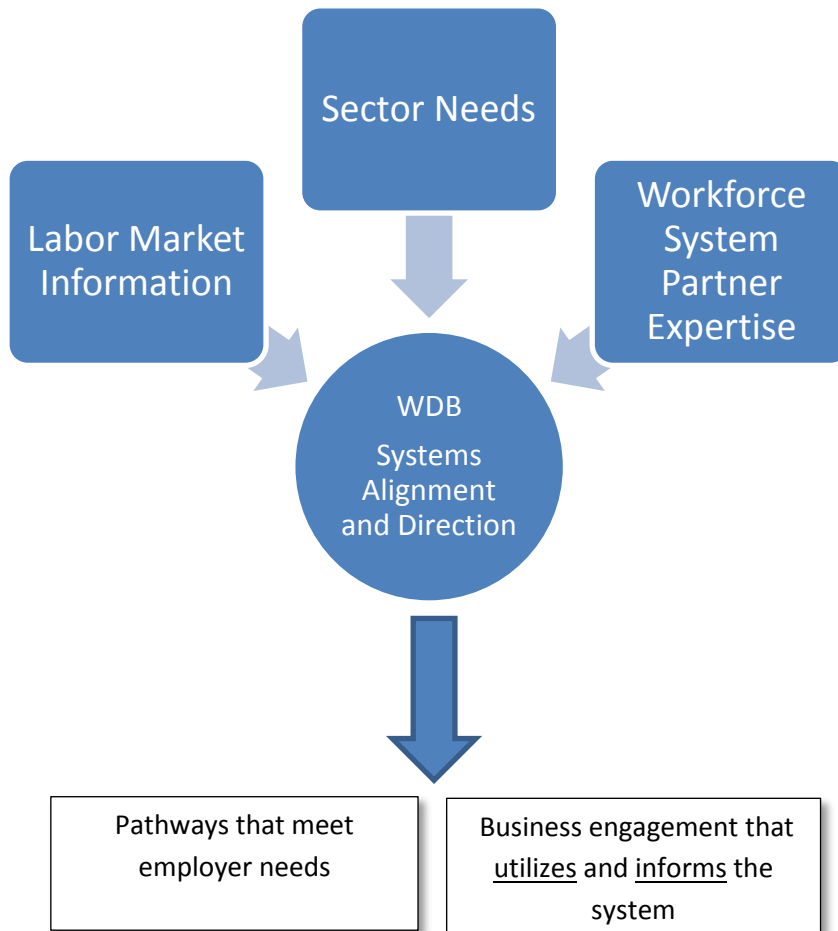 Sector Needs
Labor Market
Information
Workforce
System
Partner
Expertise
WDB
Systems
Alignment
and Direction
Pathways that meet
employer needs
Business engagement that
utilizes and informs the
system